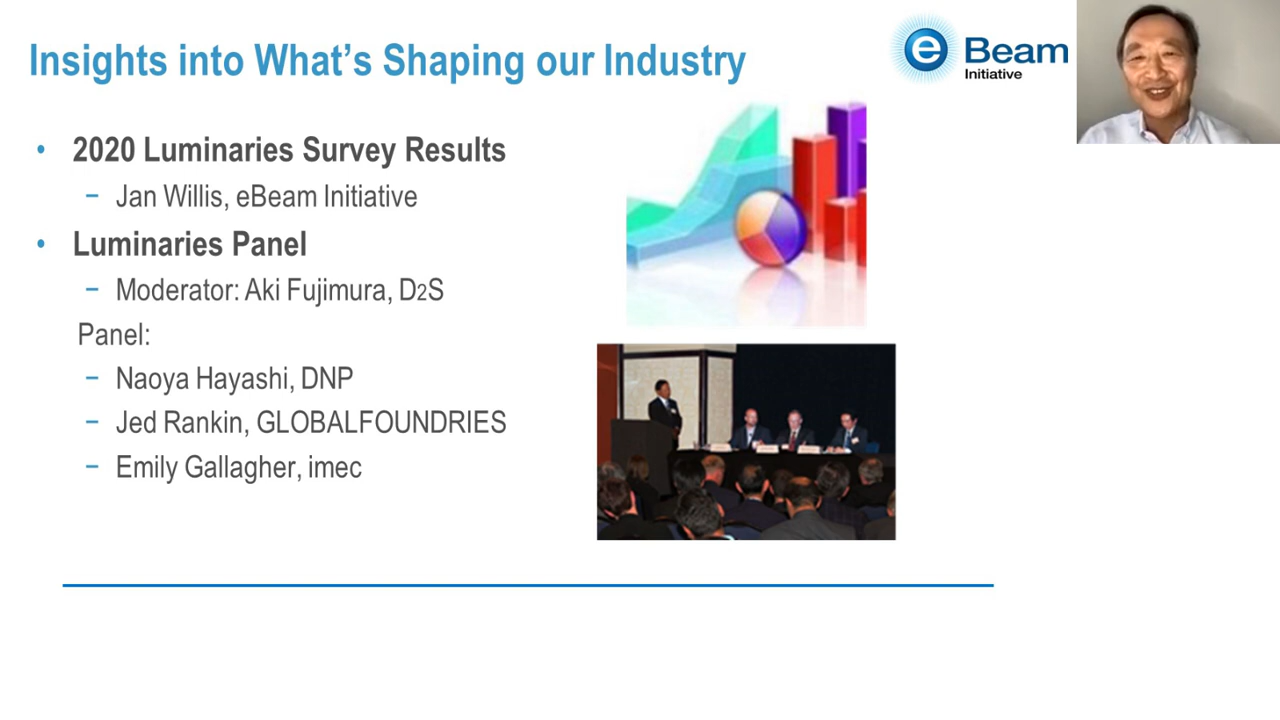 Insights into What's Shaping our Industry
e Beam
Initiative
• 2020 Luminaries Survey Results
− Jan Willis, eBeam Initiative
• Luminaries Panel
− Moderator: Aki Fujimura, D2S
Panel:
− Naoya Hayashi, DNP
− Jed Rankin, GLOBALFOUNDRIES
− Emily Gallagher, imec